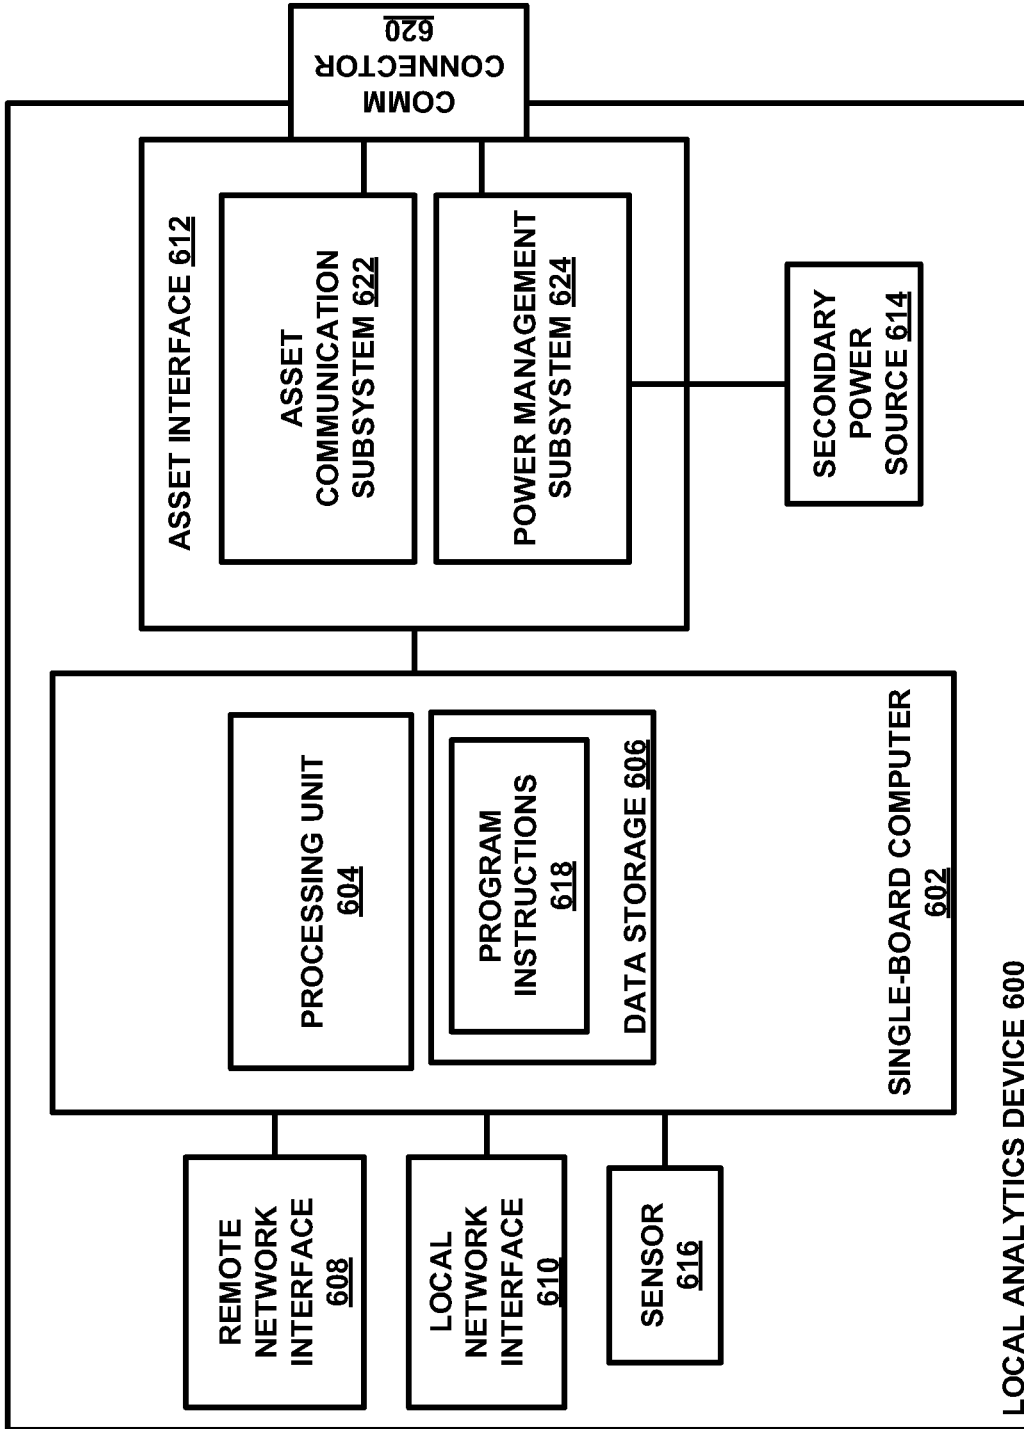 REMOTE
NETWORK
INTERFACE
608
LOCAL
NETWORK
INTERFACE
610
SENSOR
616
PROCESSING UNIT
604
PROGRAM
INSTRUCTIONS
618
DATA STORAGE 606
SINGLE-BOARD COMPUTER
602
ASSET INTERFACE 612
ASSET
COMMUNICATION
SUBSYSTEM 622
POWER MANAGEMENT
SUBSYSTEM 624
COMM
CONNECTOR
620
SECONDARY
POWER
SOURCE 614
LOCAL ANALYTICS DEVICE 600